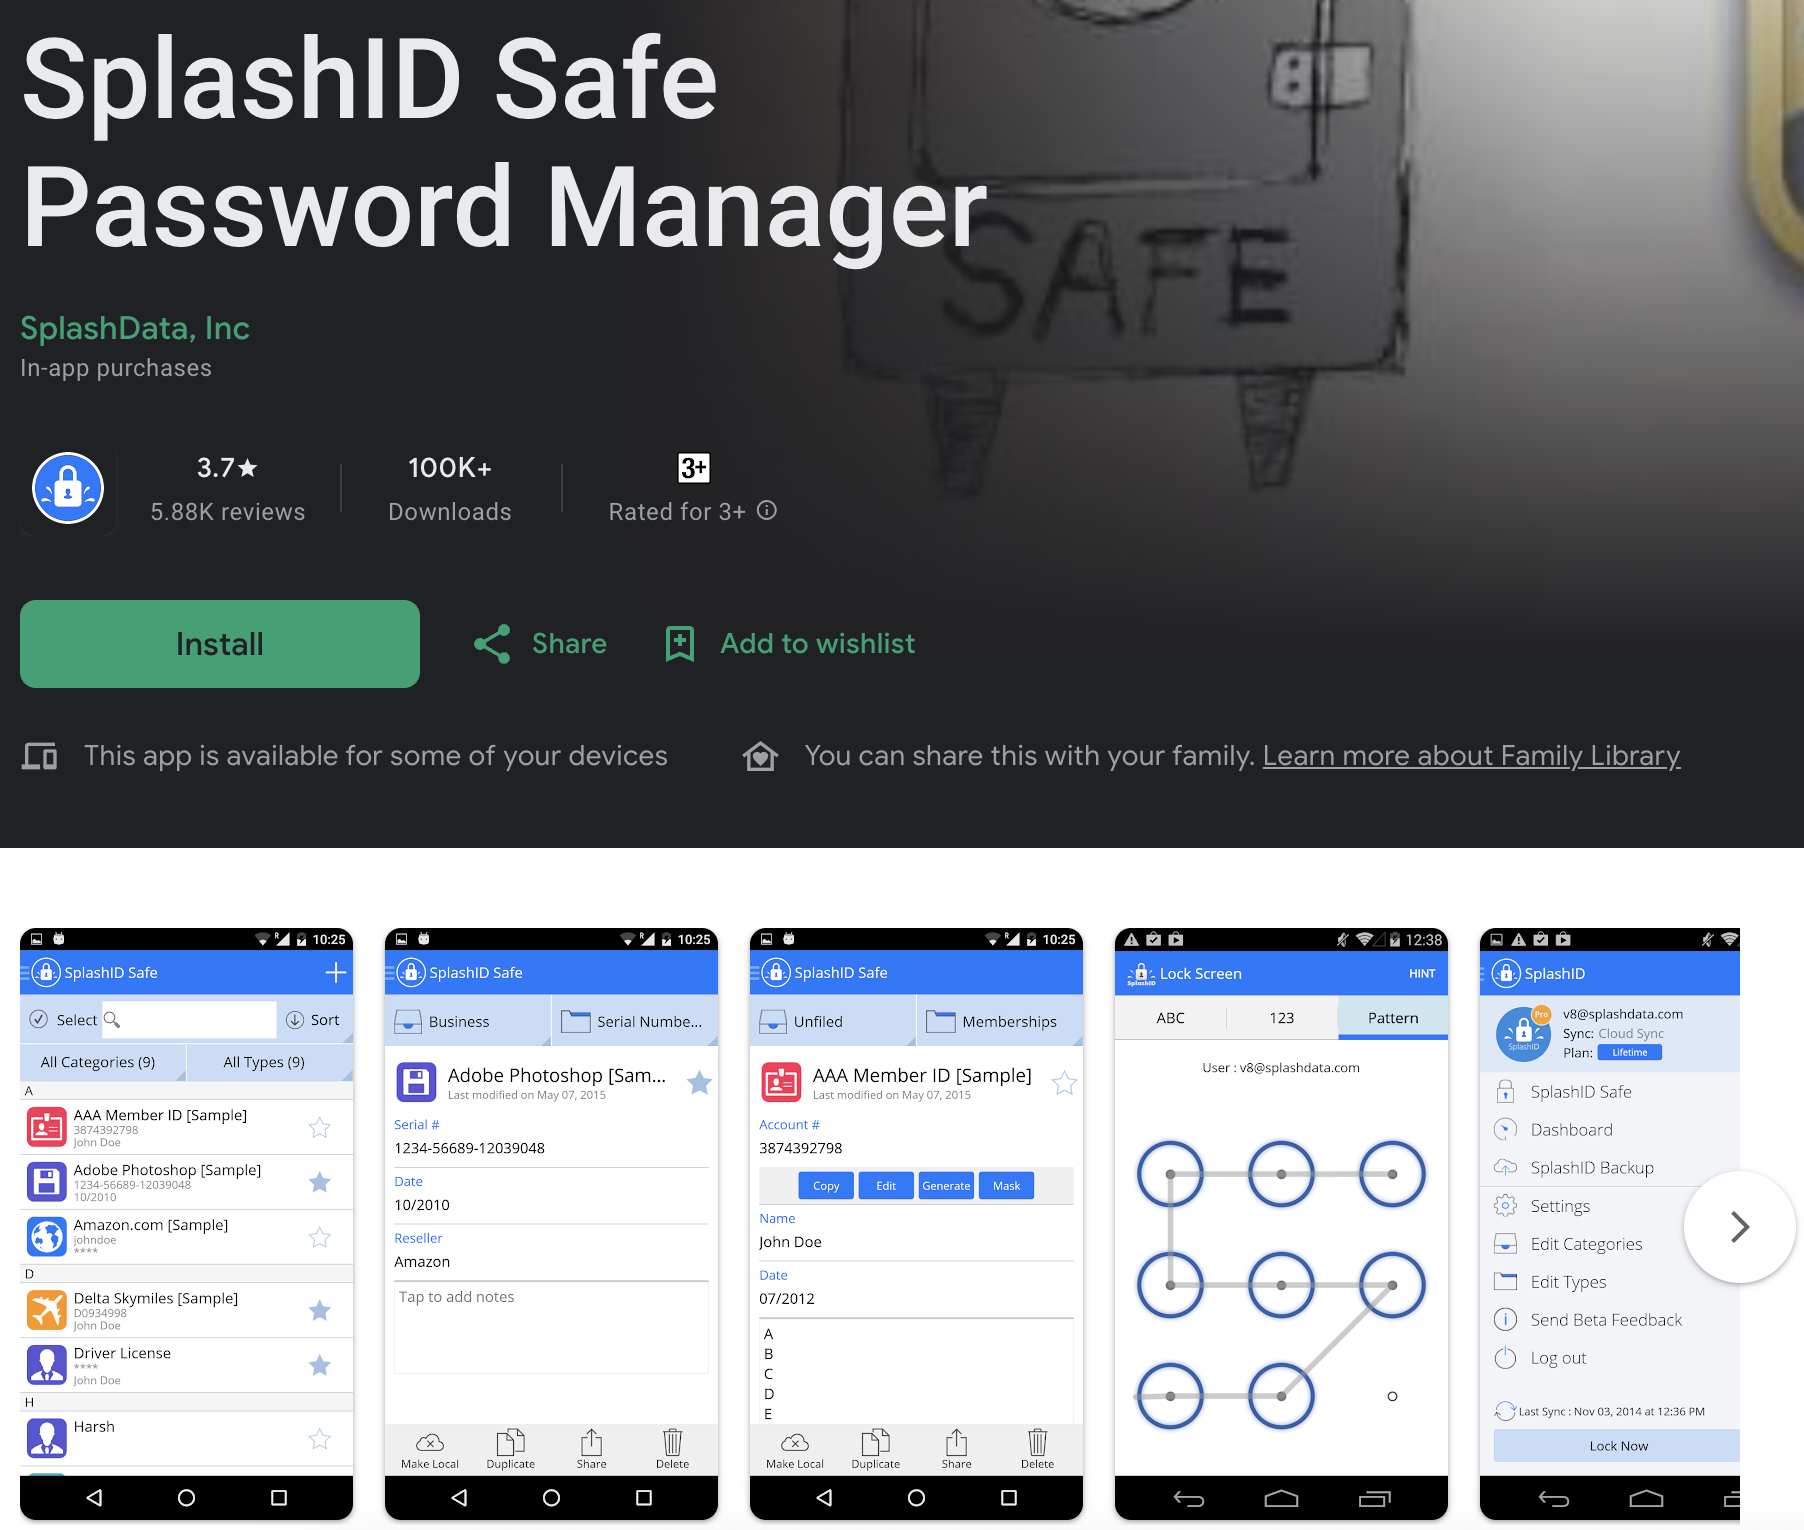 SplashID Safe
Password Manager
SAFE
SplashData, Inc
In-app purchases
3.7★
5.88K reviews
100K+
Downloads
3+
Rated for 3+
Install
Share
Add to wishlist
This app is available for some of your devices
You can share this with your family. Learn more about Family Library
10:25
SplashID Safe
Select
Sort
All Categories (9)
All Types (9)
A
AAA Member ID [Sample]
3874392798
John Doe
Adobe Photoshop [Sample]
1234-56689-12039048
10/2010
Amazon.com [Sample]
johndoe
****
D
Delta Skymiles [Sample]
D0934998
John Doe
Driver License
****
John Doe
H
Harsh
R
10:25
SplashID Safe
Business
Serial Numbe...
Adobe Photoshop [Sam...
Last modified on May 07, 2015
Serial #
1234-56689-12039048
Date
10/2010
Reseller
Amazon
Tap to add notes
Make Local
Duplicate
Share
Delete
R
10:25
SplashID Safe
Unfiled
Memberships
AAA Member ID [Sample]
Last modified on May 07, 2015
Account #
3874392798
Copy
Edit
Generate
Mask
Name
John Doe
Date
07/2012
A
B
C
D
E
Make Local
Duplicate
Share
Delete
12:38
SplashID
Lock Screen
HINT
ABC
123
Pattern
User : v8@splashdata.com
SplashID
Pro
SplashID
v8@splashdata.com
Sync: Cloud Sync
Plan: Lifetime
SplashID Safe
Dashboard
SplashID Backup
Settings
Edit Categories
Edit Types
Send Beta Feedback
Log out
Last Sync : Nov 03, 2014 at 12:36 PM
Lock Now